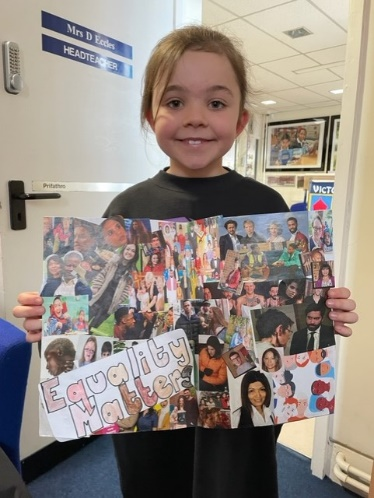 Mrs D Eccles
HEADTEACHER
Equality
Matters